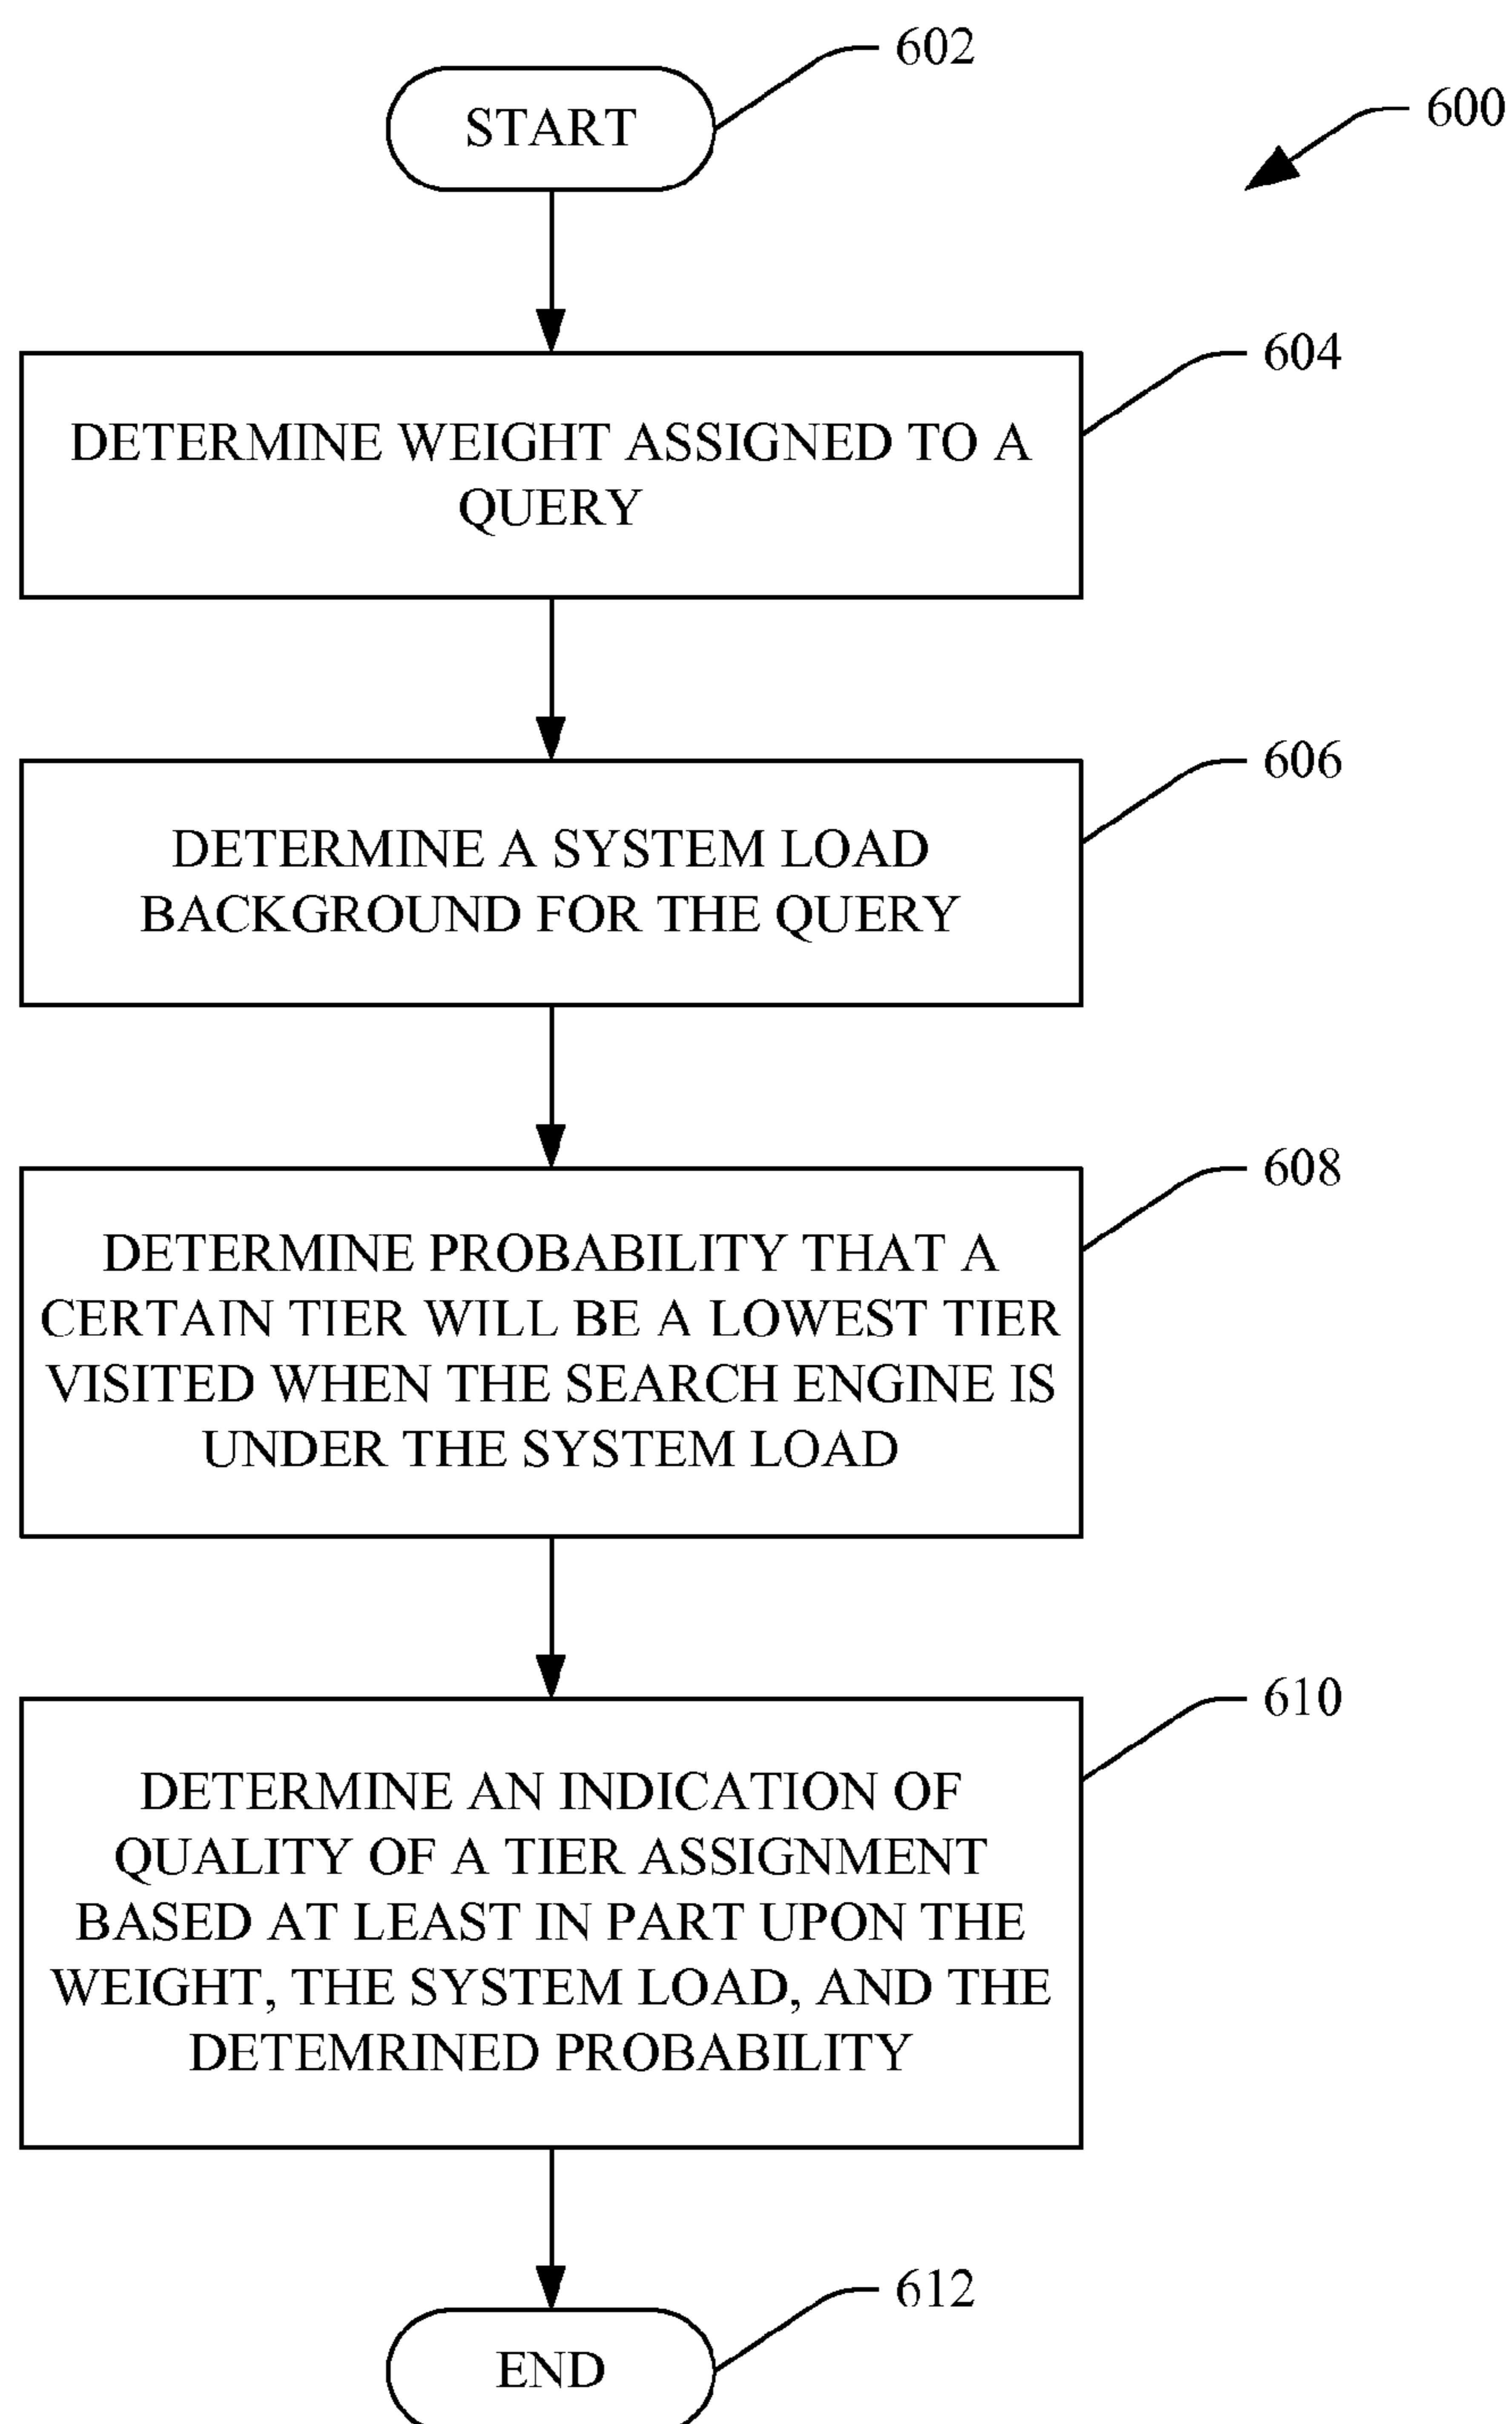 602
600
START
604
DETERMINE WEIGHT ASSIGNED TO A
QUERY
606
DETERMINE A SYSTEM LOAD
BACKGROUND FOR THE QUERY
608
DETERMINE PROBABILITY THAT A
CERTAIN TIER WILL BE A LOWEST TIER
VISITED WHEN THE SEARCH ENGINE IS
UNDER THE SYSTEM LOAD
610
DETERMINE AN INDICATION OF
QUALITY OF A TIER ASSIGNMENT
BASED AT LEAST IN PART UPON THE
WEIGHT, THE SYSTEM LOAD, AND THE
DETEMRINED PROBABILITY
612
END